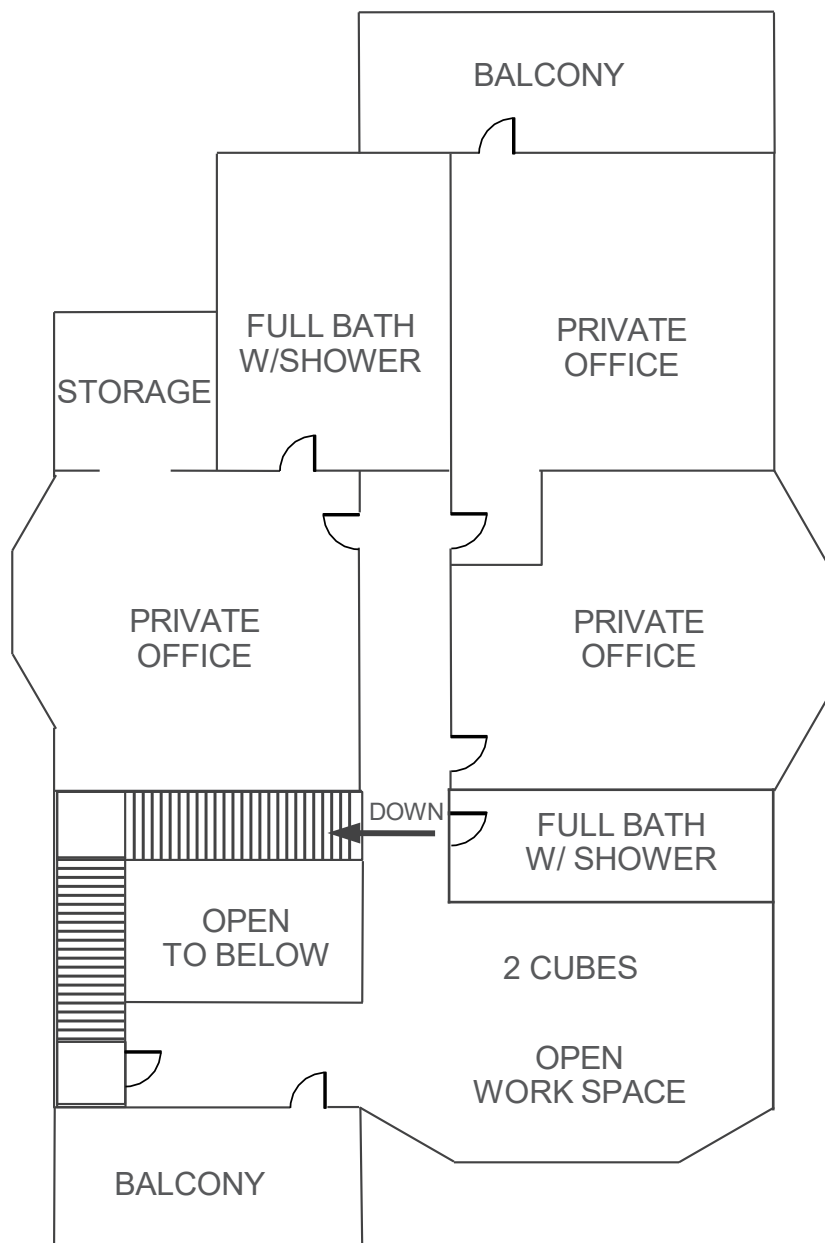 BALCONY
FULL BATH
W/SHOWER
PRIVATE
OFFICE
STORAGE
PRIVATE
OFFICE
PRIVATE
OFFICE
DOWN
FULL BATH
W/ SHOWER
OPEN
TO BELOW
2 CUBES
OPEN
WORK SPACE
BALCONY